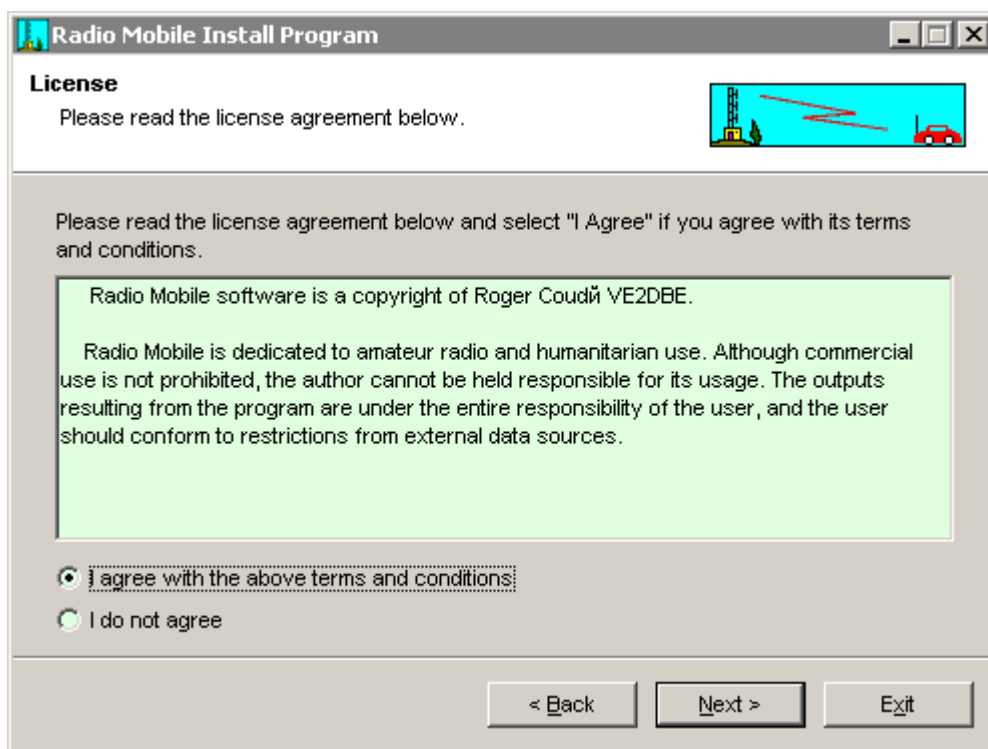 Radio Mobile Install Program
License
Please read the license agreement below.
Please read the license agreement below and select "I Agree" if you agree with its terms
and conditions.
Radio Mobile software is a copyright of Roger Coudй VE2DBE.
Radio Mobile is dedicated to amateur radio and humanitarian use. Although commercial
use is not prohibited, the author cannot be held responsible for its usage. The outputs
resulting from the program are under the entire responsibility of the user, and the user
should conform to restrictions from external data sources.
I agree with the above terms and conditions
I do not agree
< Back
Next >
Exit